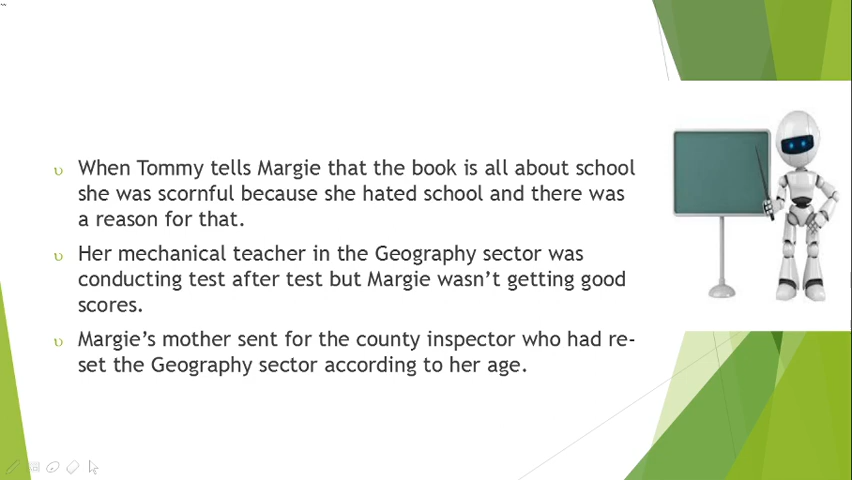 When Tommy tells Margie that the book is all about school
she was scornful because she hated school and there was
a reason for that.
Her mechanical teacher in the Geography sector was
conducting test after test but Margie wasn’t getting good
scores.
Margie’s mother sent for the county inspector who had re-
set the Geography sector according to her age.